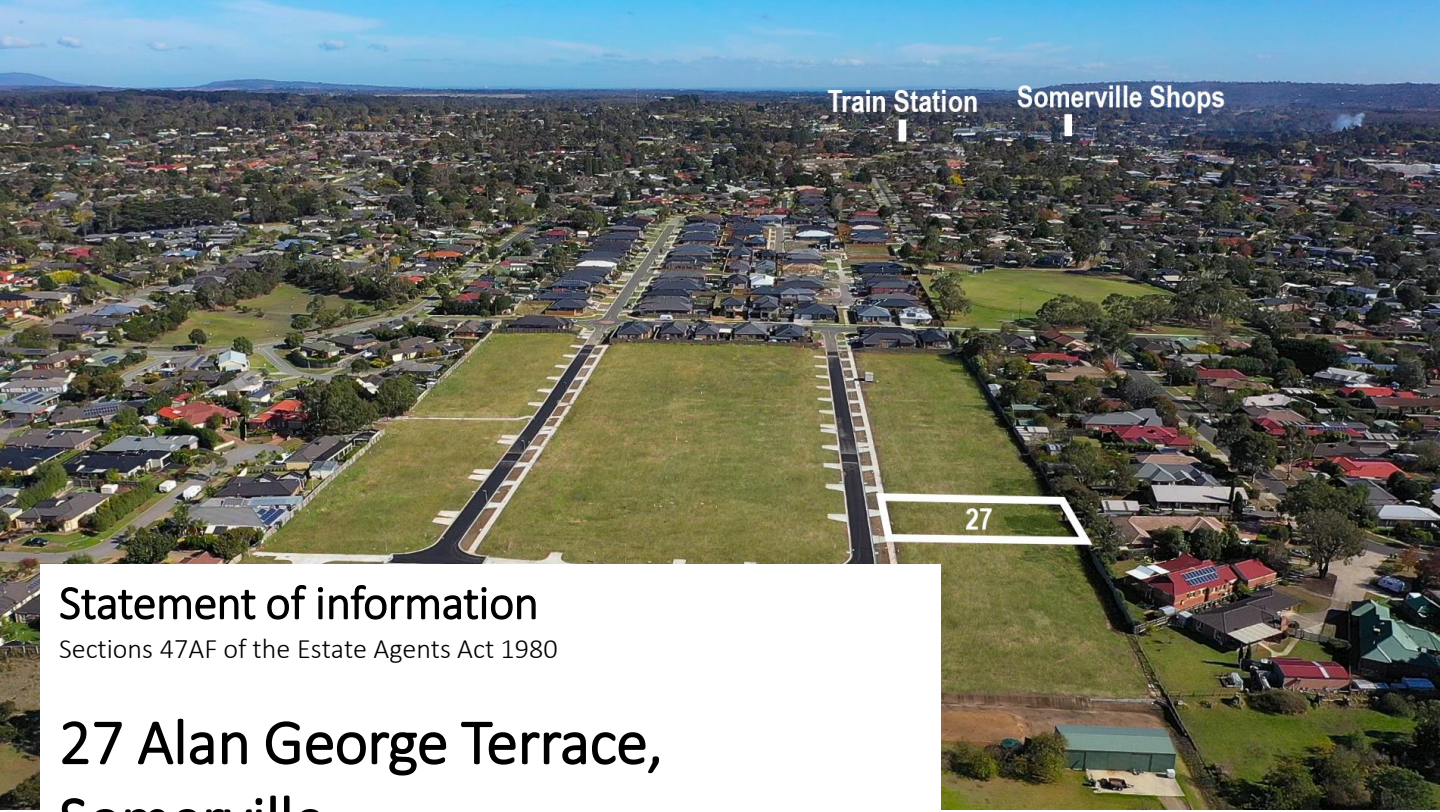 Train Station
Somerville Shops
27
Statement of information
Sections 47AF of the Estate Agents Act 1980
27 Alan George Terrace,
Somerville